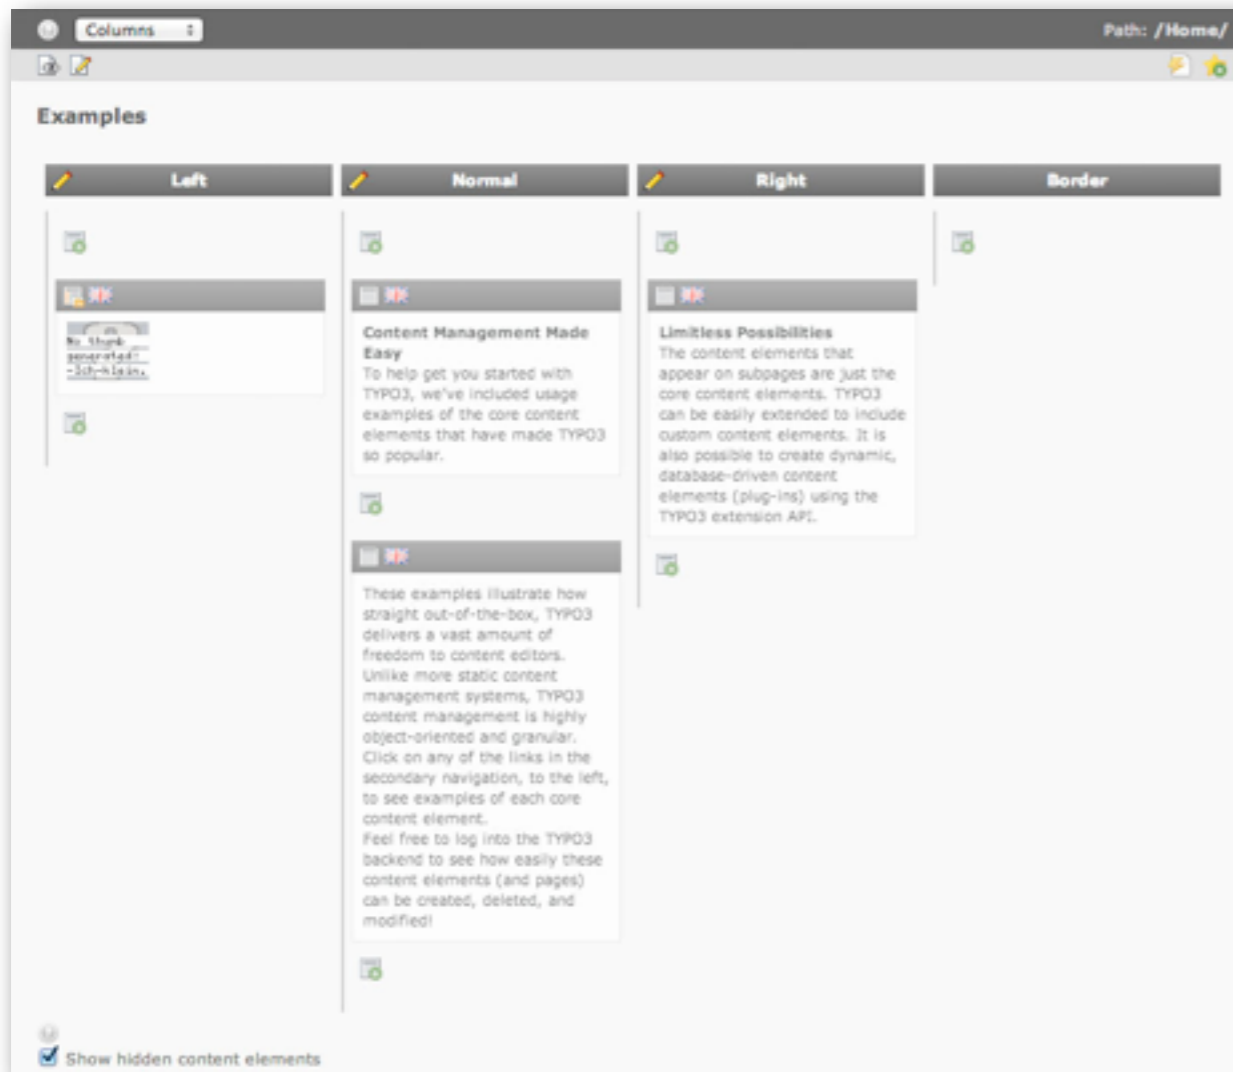 Columns
Path: /Home/
Examples
Left
Normal
Right
Border
No thumb
generated!
Content Management Made
Easy
To help get you started with
TYPO3, we've included usage
examples of the core content
elements that have made TYPO3
so popular.
These examples illustrate how
straight out-of-the-box, TYPO3
delivers a vast amount of
freedom to content editors.
Unlike more static content
management systems, TYPO3
content management is highly
object-oriented and granular.
Click on any of the links in the
secondary navigation, to the left,
to see examples of each core
content element.
Feel free to log into the TYPO3
backend to see how easily these
content elements (and pages)
can be created, deleted, and
modified!
Limitless Possibilities
The content elements that
appear on subpages are just the
core content elements. TYPO3
can be easily extended to include
custom content elements. It is
also possible to create dynamic,
database-driven content
elements (plug-ins) using the
TYPO3 extension API.
Show hidden content elements